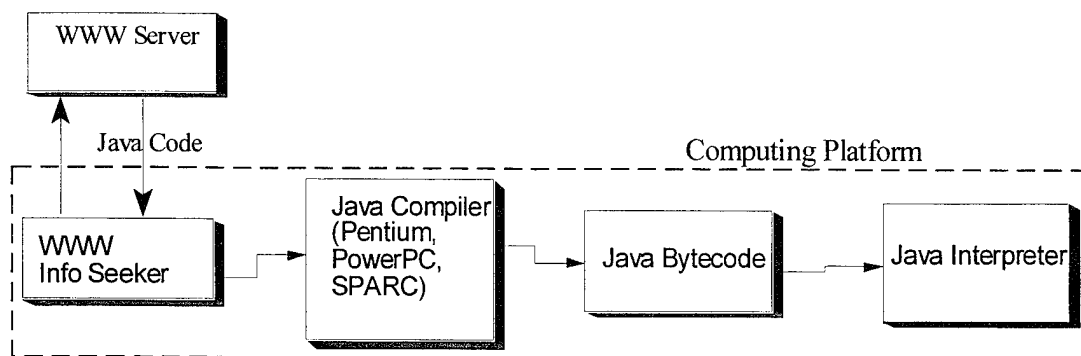 WWW Server
Java Code
Computing Platform
WWW
Info Seeker
Java Compiler
(Pentium,
PowerPC,
SPARC)
Java Bytecode
Java Interpreter